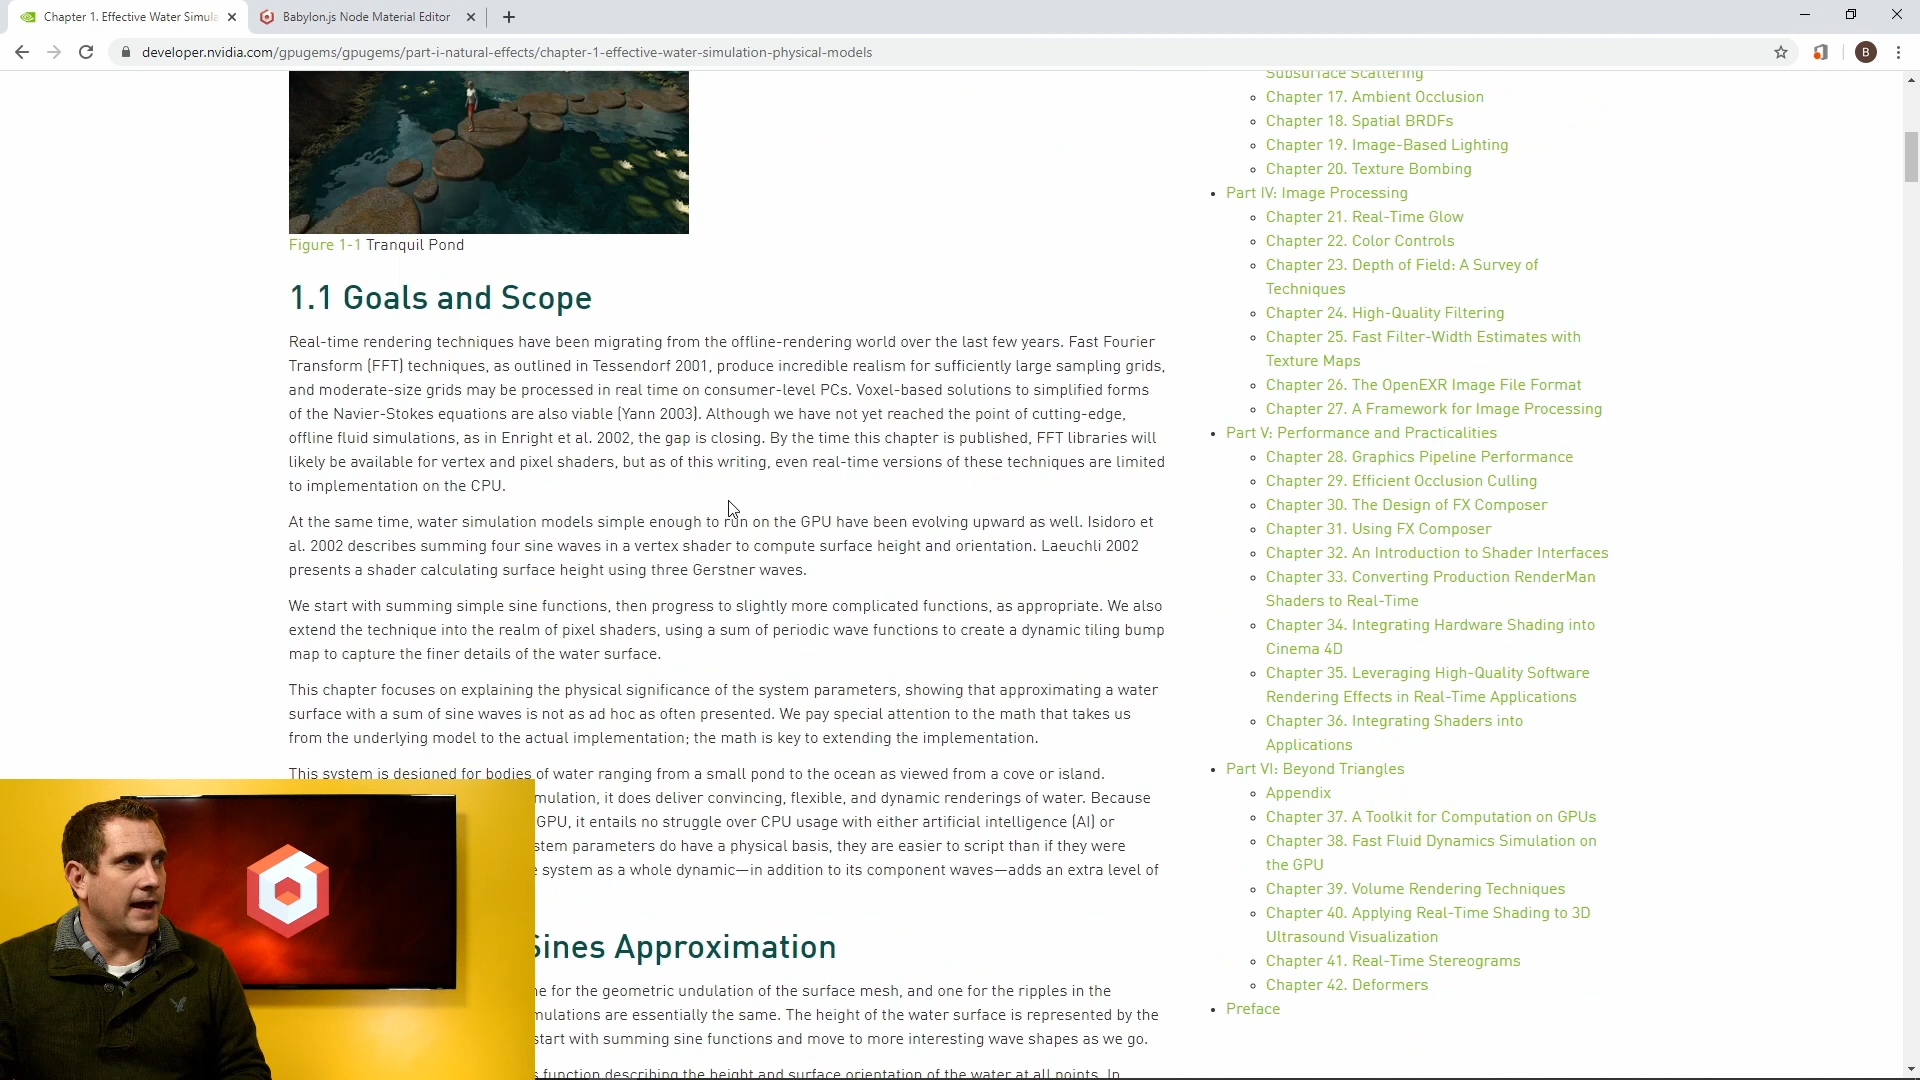 Chapter 1. Effective Water Simula
Babylon.js Node Material Editor
developer.nvidia.com/gpugems/gpugems/part-i-natural-effects/chapter-1-effective-water-simulation-physical-models
B
Figure 1-1 Tranquil Pond
1.1 Goals and Scope
Real-time rendering techniques have been migrating from the offline-rendering world over the last few years. Fast Fourier
Transform (FFT) techniques, as outlined in Tessendorf 2001, produce incredible realism for sufficiently large sampling grids,
and moderate-size grids may be processed in real time on consumer-level PCs. Voxel-based solutions to simplified forms
of the Navier-Stokes equations are also viable (Yann 2003). Although we have not yet reached the point of cutting-edge,
offline fluid simulations, as in Enright et al. 2002, the gap is closing. By the time this chapter is published, FFT libraries will
likely be available for vertex and pixel shaders, but as of this writing, even real-time versions of these techniques are limited
to implementation on the CPU.
At the same time, water simulation models simple enough to run on the GPU have been evolving upward as well. Isidoro et
al. 2002 describes summing four sine waves in a vertex shader to compute surface height and orientation. Laeuchli 2002
presents a shader calculating surface height using three Gerstner waves.
We start with summing simple sine functions, then progress to slightly more complicated functions, as appropriate. We also
extend the technique into the realm of pixel shaders, using a sum of periodic wave functions to create a dynamic tiling bump
map to capture the finer details of the water surface.
This chapter focuses on explaining the physical significance of the system parameters, showing that approximating a water
surface with a sum of sine waves is not as ad hoc as often presented. We pay special attention to the math that takes us
from the underlying model to the actual implementation; the math is key to extending the implementation.
This system is designed for bodies of water ranging from a small pond to the ocean as viewed from a cove or island.
mulation, it does deliver convincing, flexible, and dynamic renderings of water. Because
GPU, it entails no struggle over CPU usage with either artificial intelligence (AI) or
stem parameters do have a physical basis, they are easier to script than if they were
system as a whole dynamic—in addition to its component waves—adds an extra level of
Sines Approximation
ne for the geometric undulation of the surface mesh, and one for the ripples in the
mulations are essentially the same. The height of the water surface is represented by the
start with summing sine functions and move to more interesting wave shapes as we go.
s function describing the height and surface orientation of the water at all points. In
Subsurface Scattering
Chapter 17. Ambient Occlusion
Chapter 18. Spatial BRDFs
Chapter 19. Image-Based Lighting
Chapter 20. Texture Bombing
Part IV: Image Processing
Chapter 21. Real-Time Glow
Chapter 22. Color Controls
Chapter 23. Depth of Field: A Survey of
Techniques
Chapter 24. High-Quality Filtering
Chapter 25. Fast Filter-Width Estimates with
Texture Maps
Chapter 26. The OpenEXR Image File Format
Chapter 27. A Framework for Image Processing
Part V: Performance and Practicalities
Chapter 28. Graphics Pipeline Performance
Chapter 29. Efficient Occlusion Culling
Chapter 30. The Design of FX Composer
Chapter 31. Using FX Composer
Chapter 32. An Introduction to Shader Interfaces
Chapter 33. Converting Production RenderMan
Shaders to Real-Time
Chapter 34. Integrating Hardware Shading into
Cinema 4D
Chapter 35. Leveraging High-Quality Software
Rendering Effects in Real-Time Applications
Chapter 36. Integrating Shaders into
Applications
Part VI: Beyond Triangles
Appendix
Chapter 37. A Toolkit for Computation on GPUs
Chapter 38. Fast Fluid Dynamics Simulation on
the GPU
Chapter 39. Volume Rendering Techniques
Chapter 40. Applying Real-Time Shading to 3D
Ultrasound Visualization
Chapter 41. Real-Time Stereograms
Chapter 42. Deformers
Preface